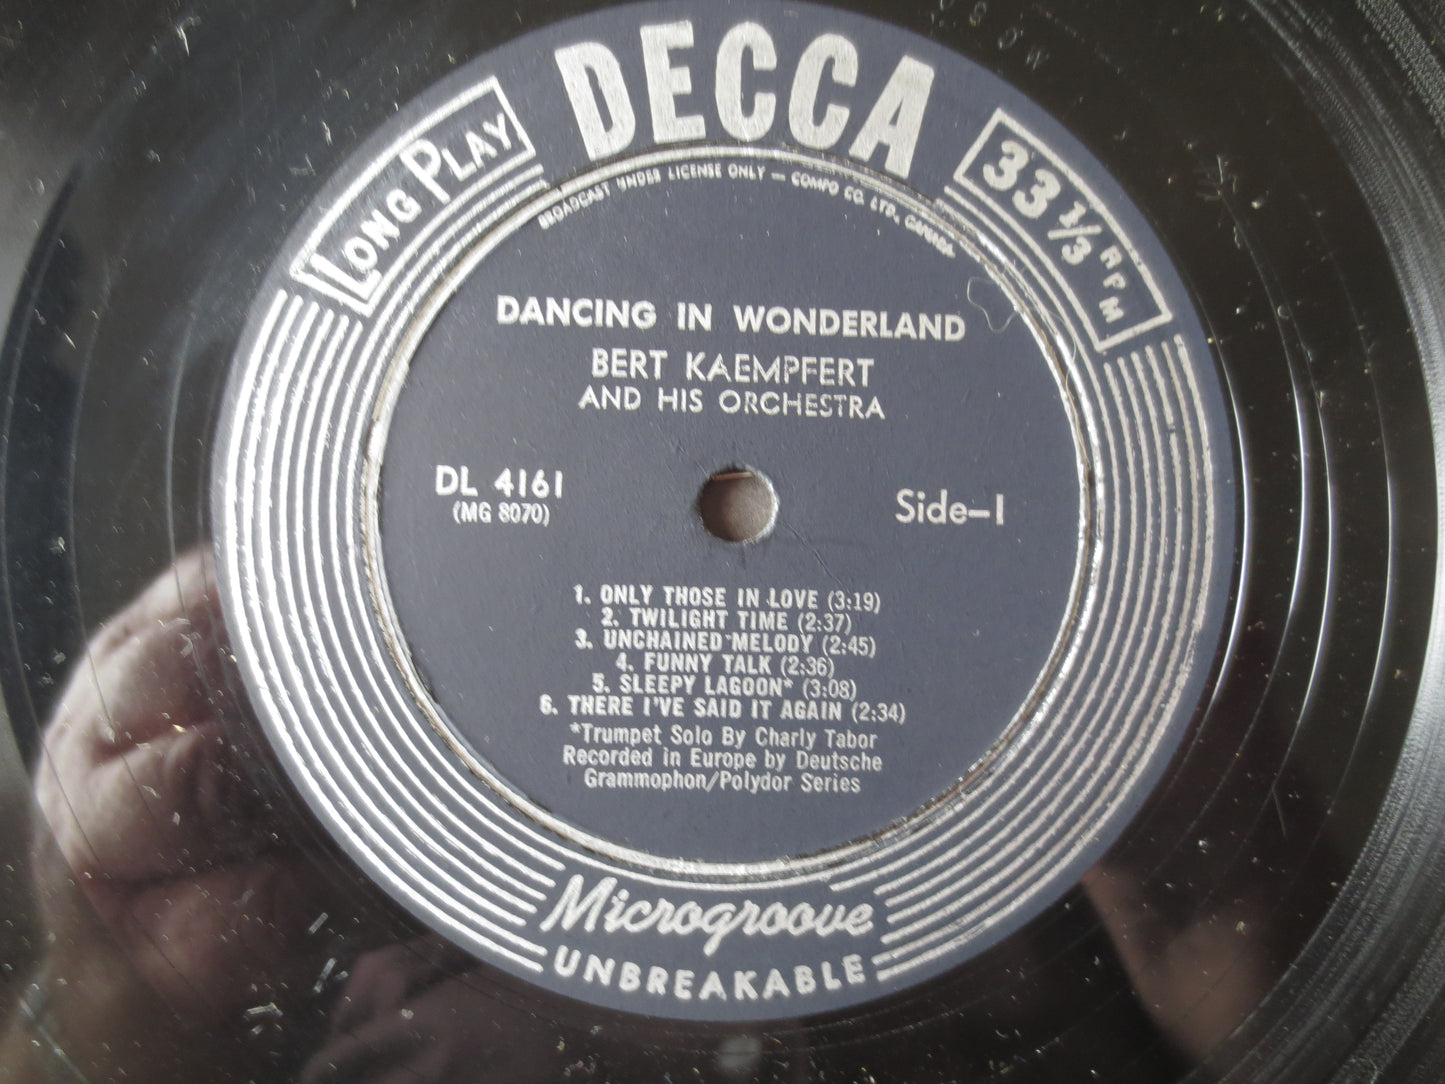 DECCA
LONG PLAY
33 1/3 RPM
BROADCAST UNDER LICENSE ONLY — COMPO CO. LTD., CANADA
DANCING IN WONDERLAND
BERT KAEMPFERT
AND HIS ORCHESTRA
DL 4161
(MG 8070)
Side–1
1. ONLY THOSE IN LOVE (3:19)
2. TWILIGHT TIME (2:37)
3. UNCHAINED MELODY (2:45)
4. FUNNY TALK (2:36)
5. SLEEPY LAGOON* (3:08)
6. THERE I'VE SAID IT AGAIN (2:34)
*Trumpet Solo By Charly Tabor
Recorded in Europe by Deutsche
Grammophon/Polydor Series
Microgroove
UNBREAKABLE